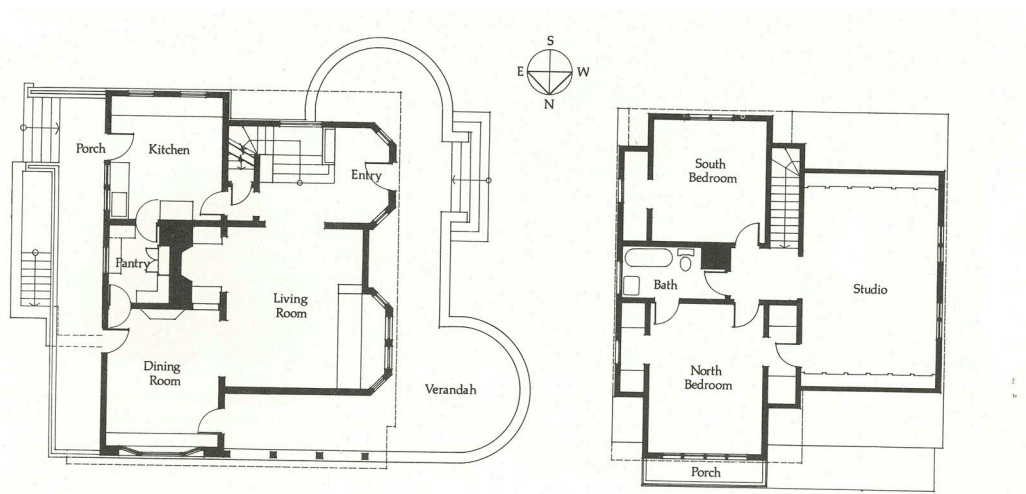 S
E
W
N
Porch
Kitchen
Entry
Pantry
Living
Room
Dining
Room
Verandah
South
Bedroom
Bath
Studio
North
Bedroom
Porch